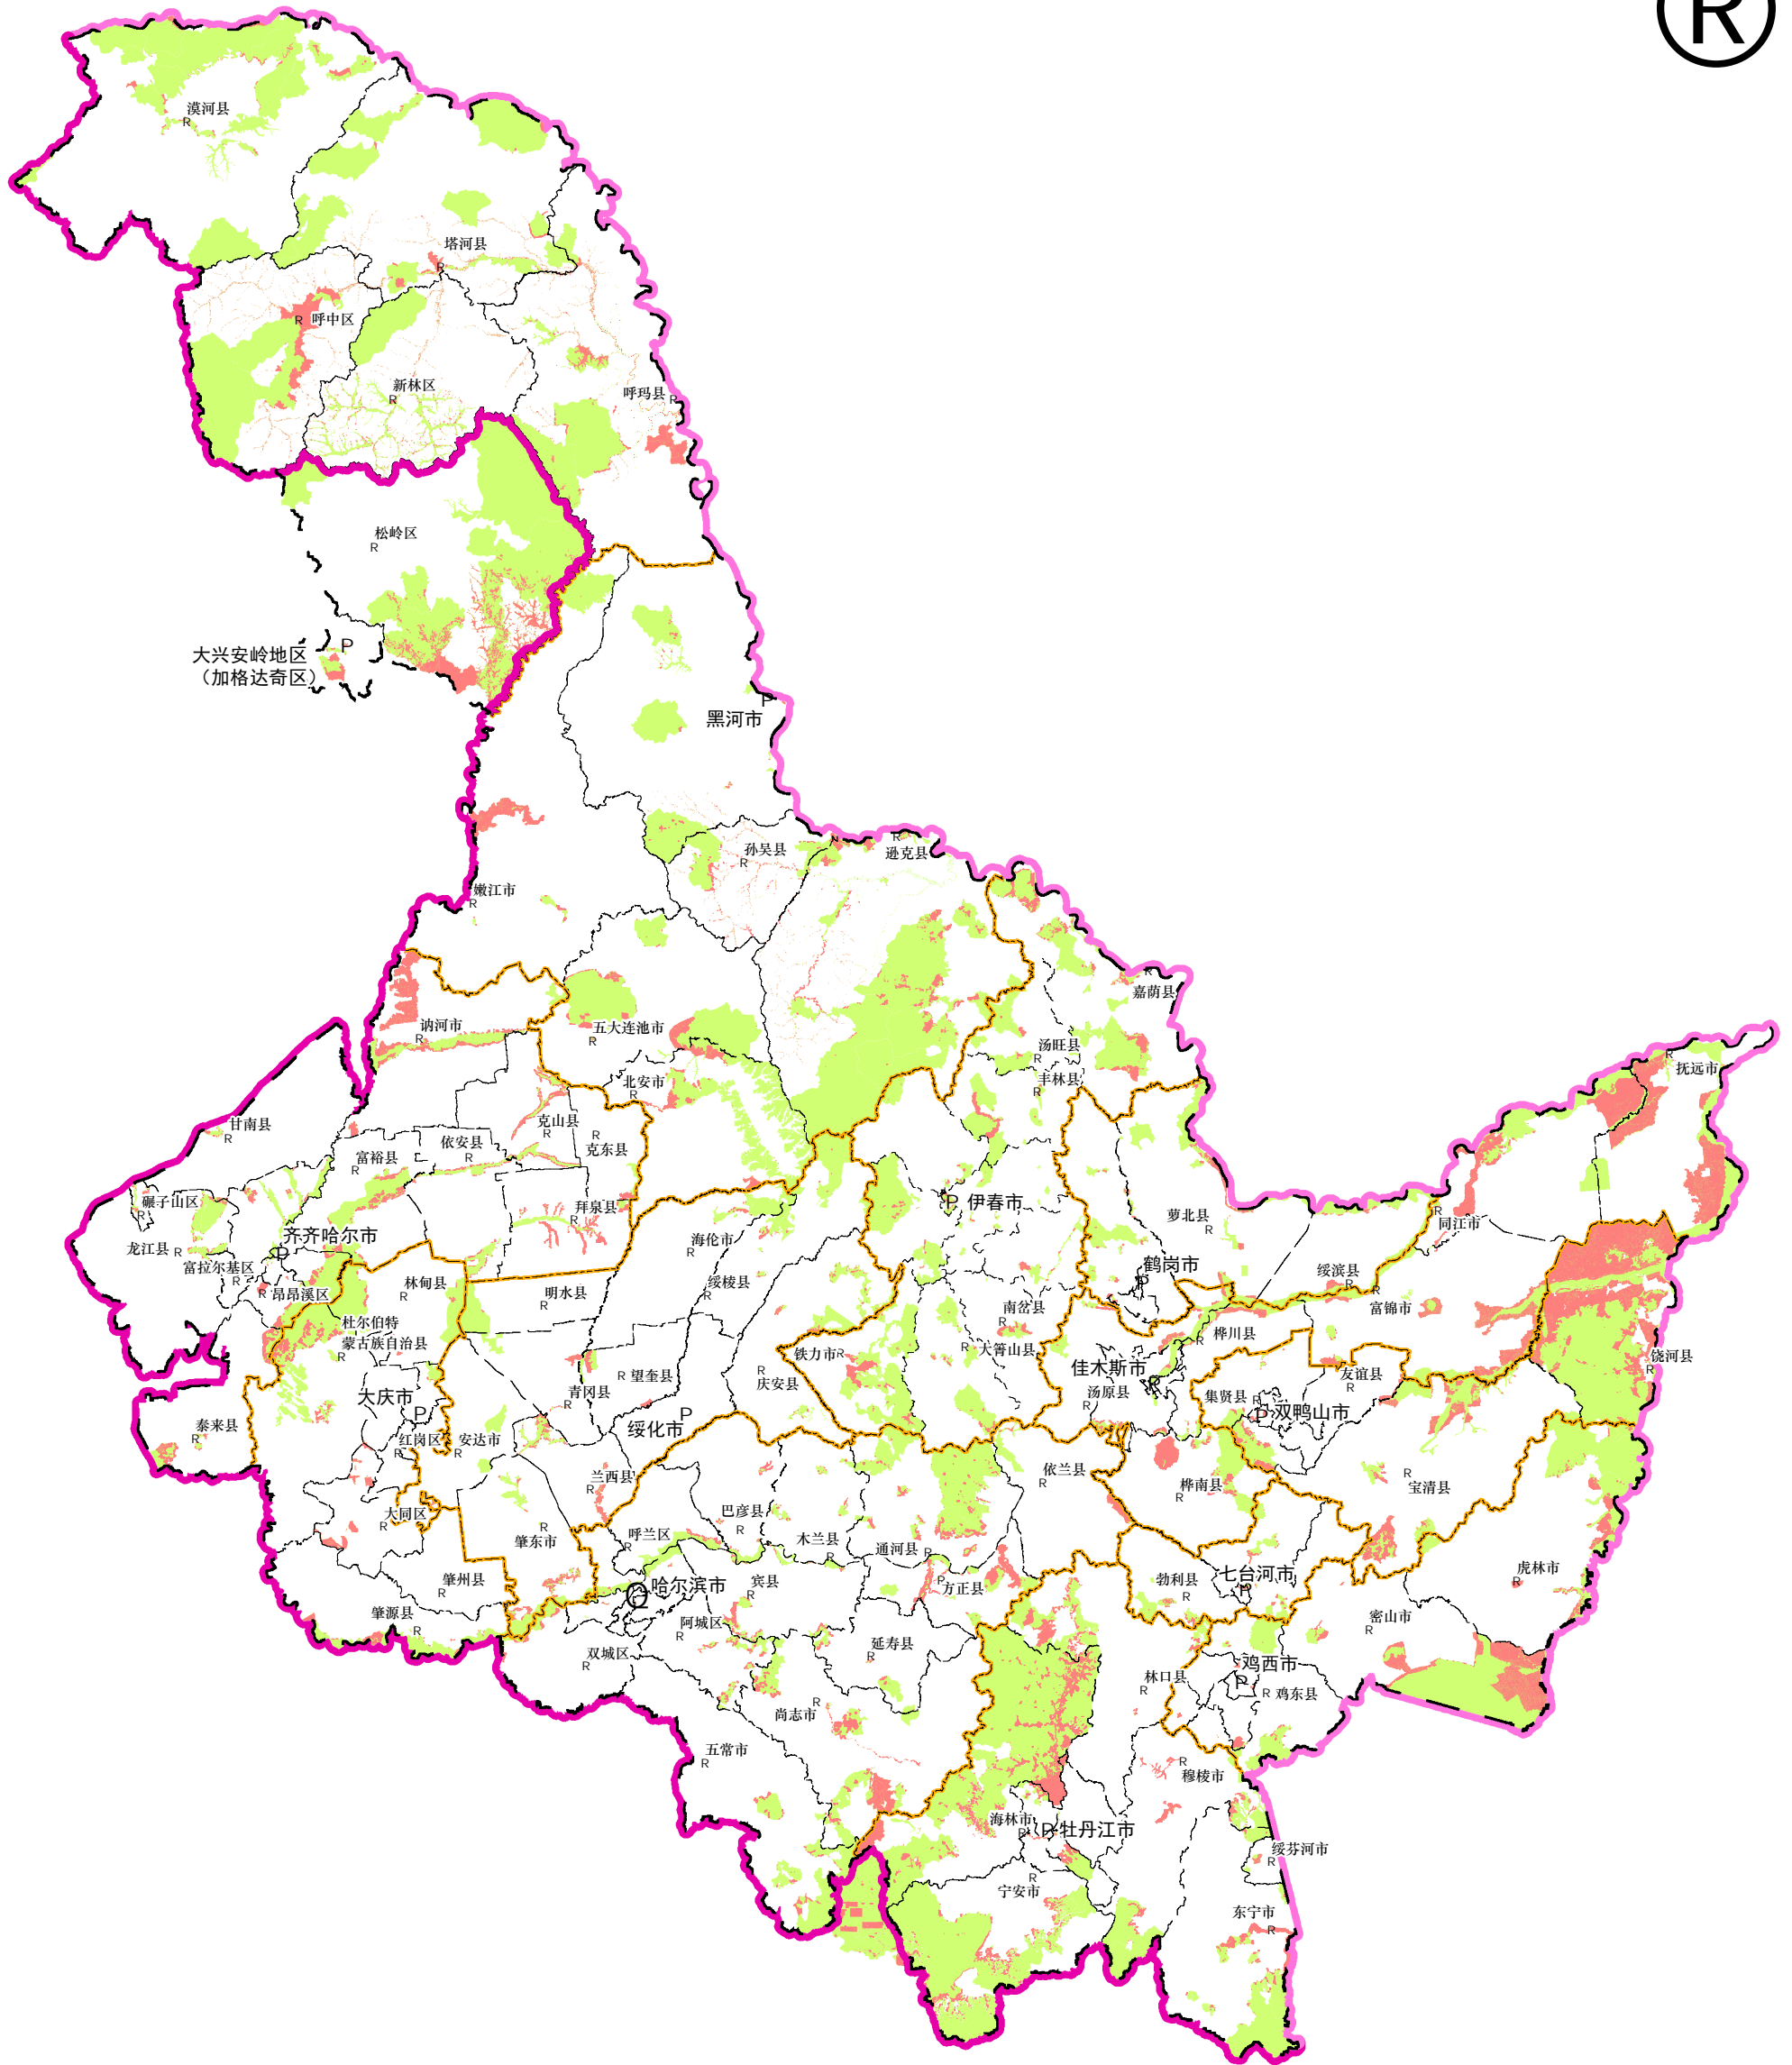 R
漠河县
R
塔河县
R
呼中区
R
新林区
R
呼玛县
R
松岭区
R
P
大兴安岭地区
（加格达奇区）
P
黑河市
孙吴县
R
R
逊克县
嫩江市
R
R
嘉荫县
讷河市
R
五大连池市
R
汤旺县
R
R
抚远市
北安市
R
丰林县
R
甘南县
R
克山县
R
R
克东县
依安县
R
富裕县
R
碾子山区
R
拜泉县
R
P
伊春市
萝北县
R
R
同江市
龙江县
R
齐齐哈尔市
P
海伦市
R
富拉尔基区
R
鹤岗市
P
绥滨县
R
R
昂昂溪区
林甸县
R
明水县
R
绥棱县
R
南岔县
R
富锦市
R
杜尔伯特
蒙古族自治县
R
桦川县
R
铁力市
R
R
大箐山县
饶河县
R
佳木斯市
R
友谊县
R
R
望奎县
R
庆安县
青冈县
R
大庆市
P
汤原县
R
集贤县
R
P
双鸭山市
泰来县
R
绥化市
P
红岗区
R
安达市
R
依兰县
R
兰西县
R
桦南县
R
R
宝清县
大同区
R
巴彦县
R
R
肇东市
呼兰区
R
木兰县
R
通河县
R
虎林市
R
肇州县
R
哈尔滨市
宾县
R
P
方正县
勃利县
R
七台河市
P
肇源县
R
阿城区
R
密山市
R
双城区
R
延寿县
R
鸡西市
P
林口县
R
R
鸡东县
R
尚志市
五常市
R
R
穆棱市
海林市
R
P
牡丹江市
绥芬河市
R
R
宁安市
东宁市
R